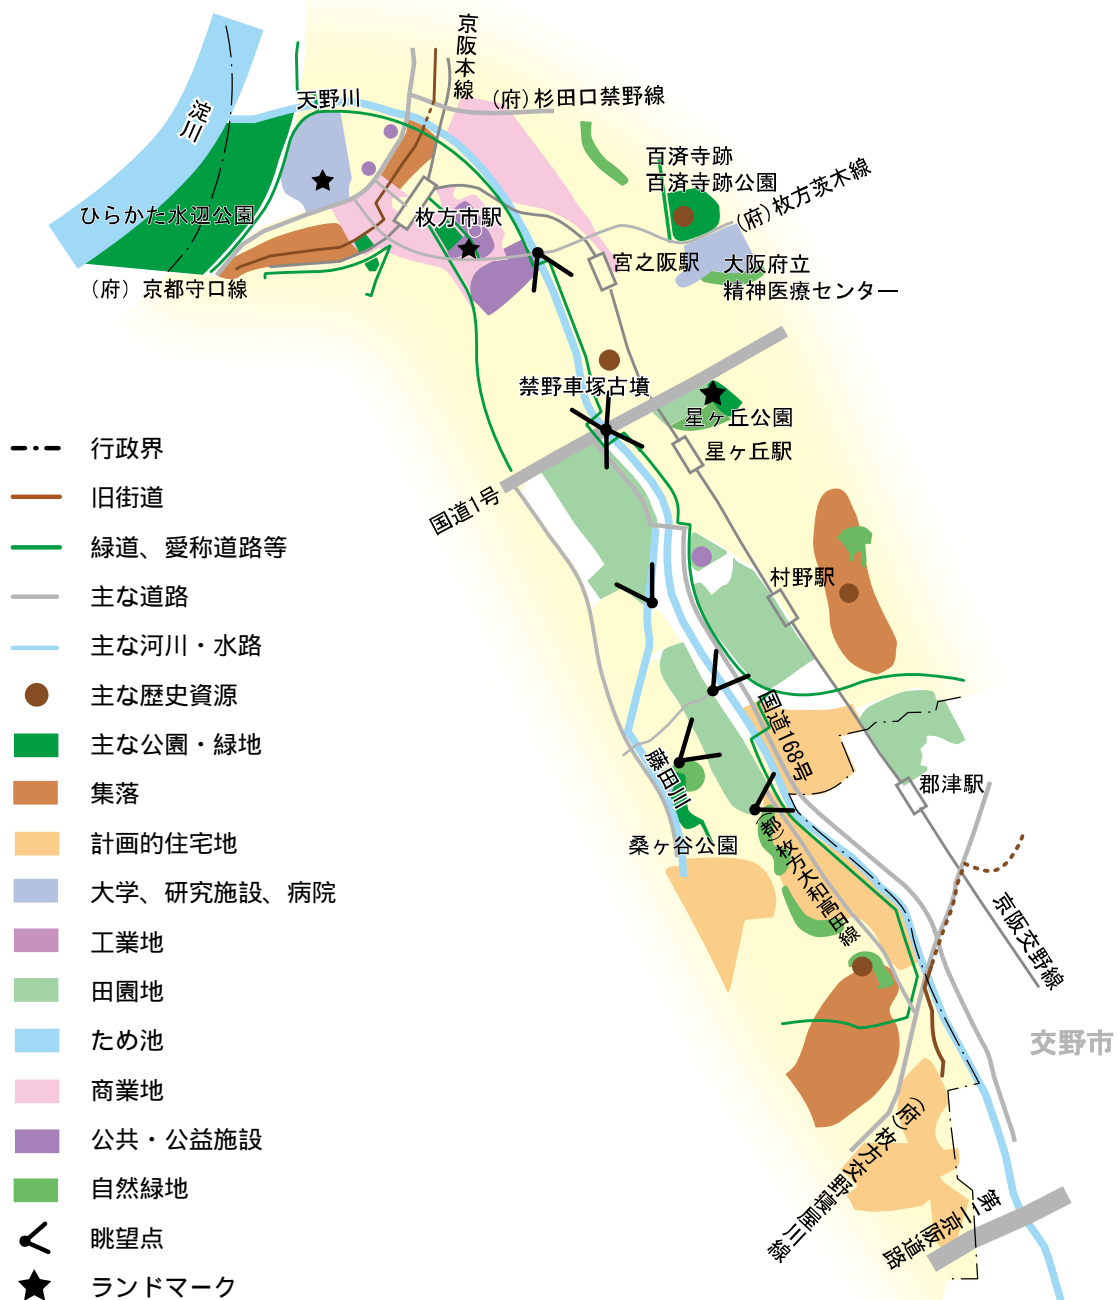 京阪本線
天野川
(府)杉田口禁野線
淀川
百済寺跡
百済寺跡公園
(府)枚方茨木線
ひらかた水辺公園
枚方市駅
宮之阪駅
大阪府立
精神医療センター
(府)京都守口線
禁野車塚古墳
星ヶ丘公園
星ヶ丘駅
国道1号
村野駅
国道168号
藤田川
郡津駅
桑ヶ谷公園
(都)枚方大和高田線
京阪交野線
交野市
(府)枚方交野寝屋川線
第二京阪道路
行政界
旧街道
緑道、愛称道路等
主な道路
主な河川・水路
主な歴史資源
主な公園・緑地
集落
計画的住宅地
大学、研究施設、病院
工業地
田園地
ため池
商業地
公共・公益施設
自然緑地
眺望点
ランドマーク